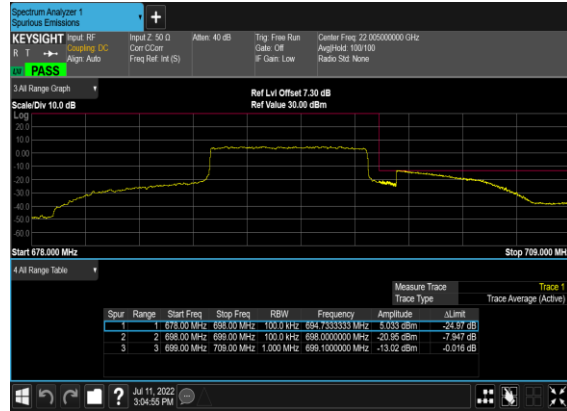 Spectrum Analyzer 1
Spurious Emissions
KEYSIGHT Input: RF Input Z: 50 Ω Atten: 40 dB Trig: Free Run Center Freq: 22.005000000 GHz
R T Coupling: DC Corr CCorr Gate: Off Avg|Hold: 100/100
Align: Auto Freq Ref: Int (S) IF Gain: Low Radio Std: None
PASS
3 All Range Graph
Ref Lvl Offset 7.30 dB
Scale/Div 10.0 dB Ref Value 30.00 dBm
Log
20.0
10.0
0.00
-10.0
-20.0
-30.0
-40.0
-50.0
-60.0
Start 678.000 MHz Stop 709.000 MH
4 All Range Table
Measure Trace Trace 1
Trace Type Trace Average (Active)
Spur Range Start Freq Stop Freq RBW Frequency Amplitude ΔLimit
1 1 678.00 MHz 698.00 MHz 100.0 kHz 694.7333333 MHz 5.033 dBm -24.97 dB
2 2 698.00 MHz 699.00 MHz 100.0 kHz 698.0000000 MHz -20.95 dBm -7.947 dB
3 3 699.00 MHz 709.00 MHz 1.000 MHz 699.1000000 MHz -13.02 dBm -0.016 dB
Jul 11, 2022
3:04:55 PM